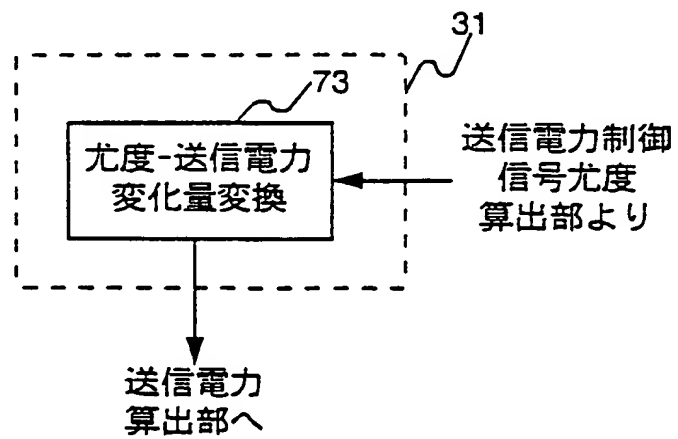 31
73
尤度-送信電力
変化量変換
送信電力制御
信号尤度
算出部より
送信電力
算出部へ